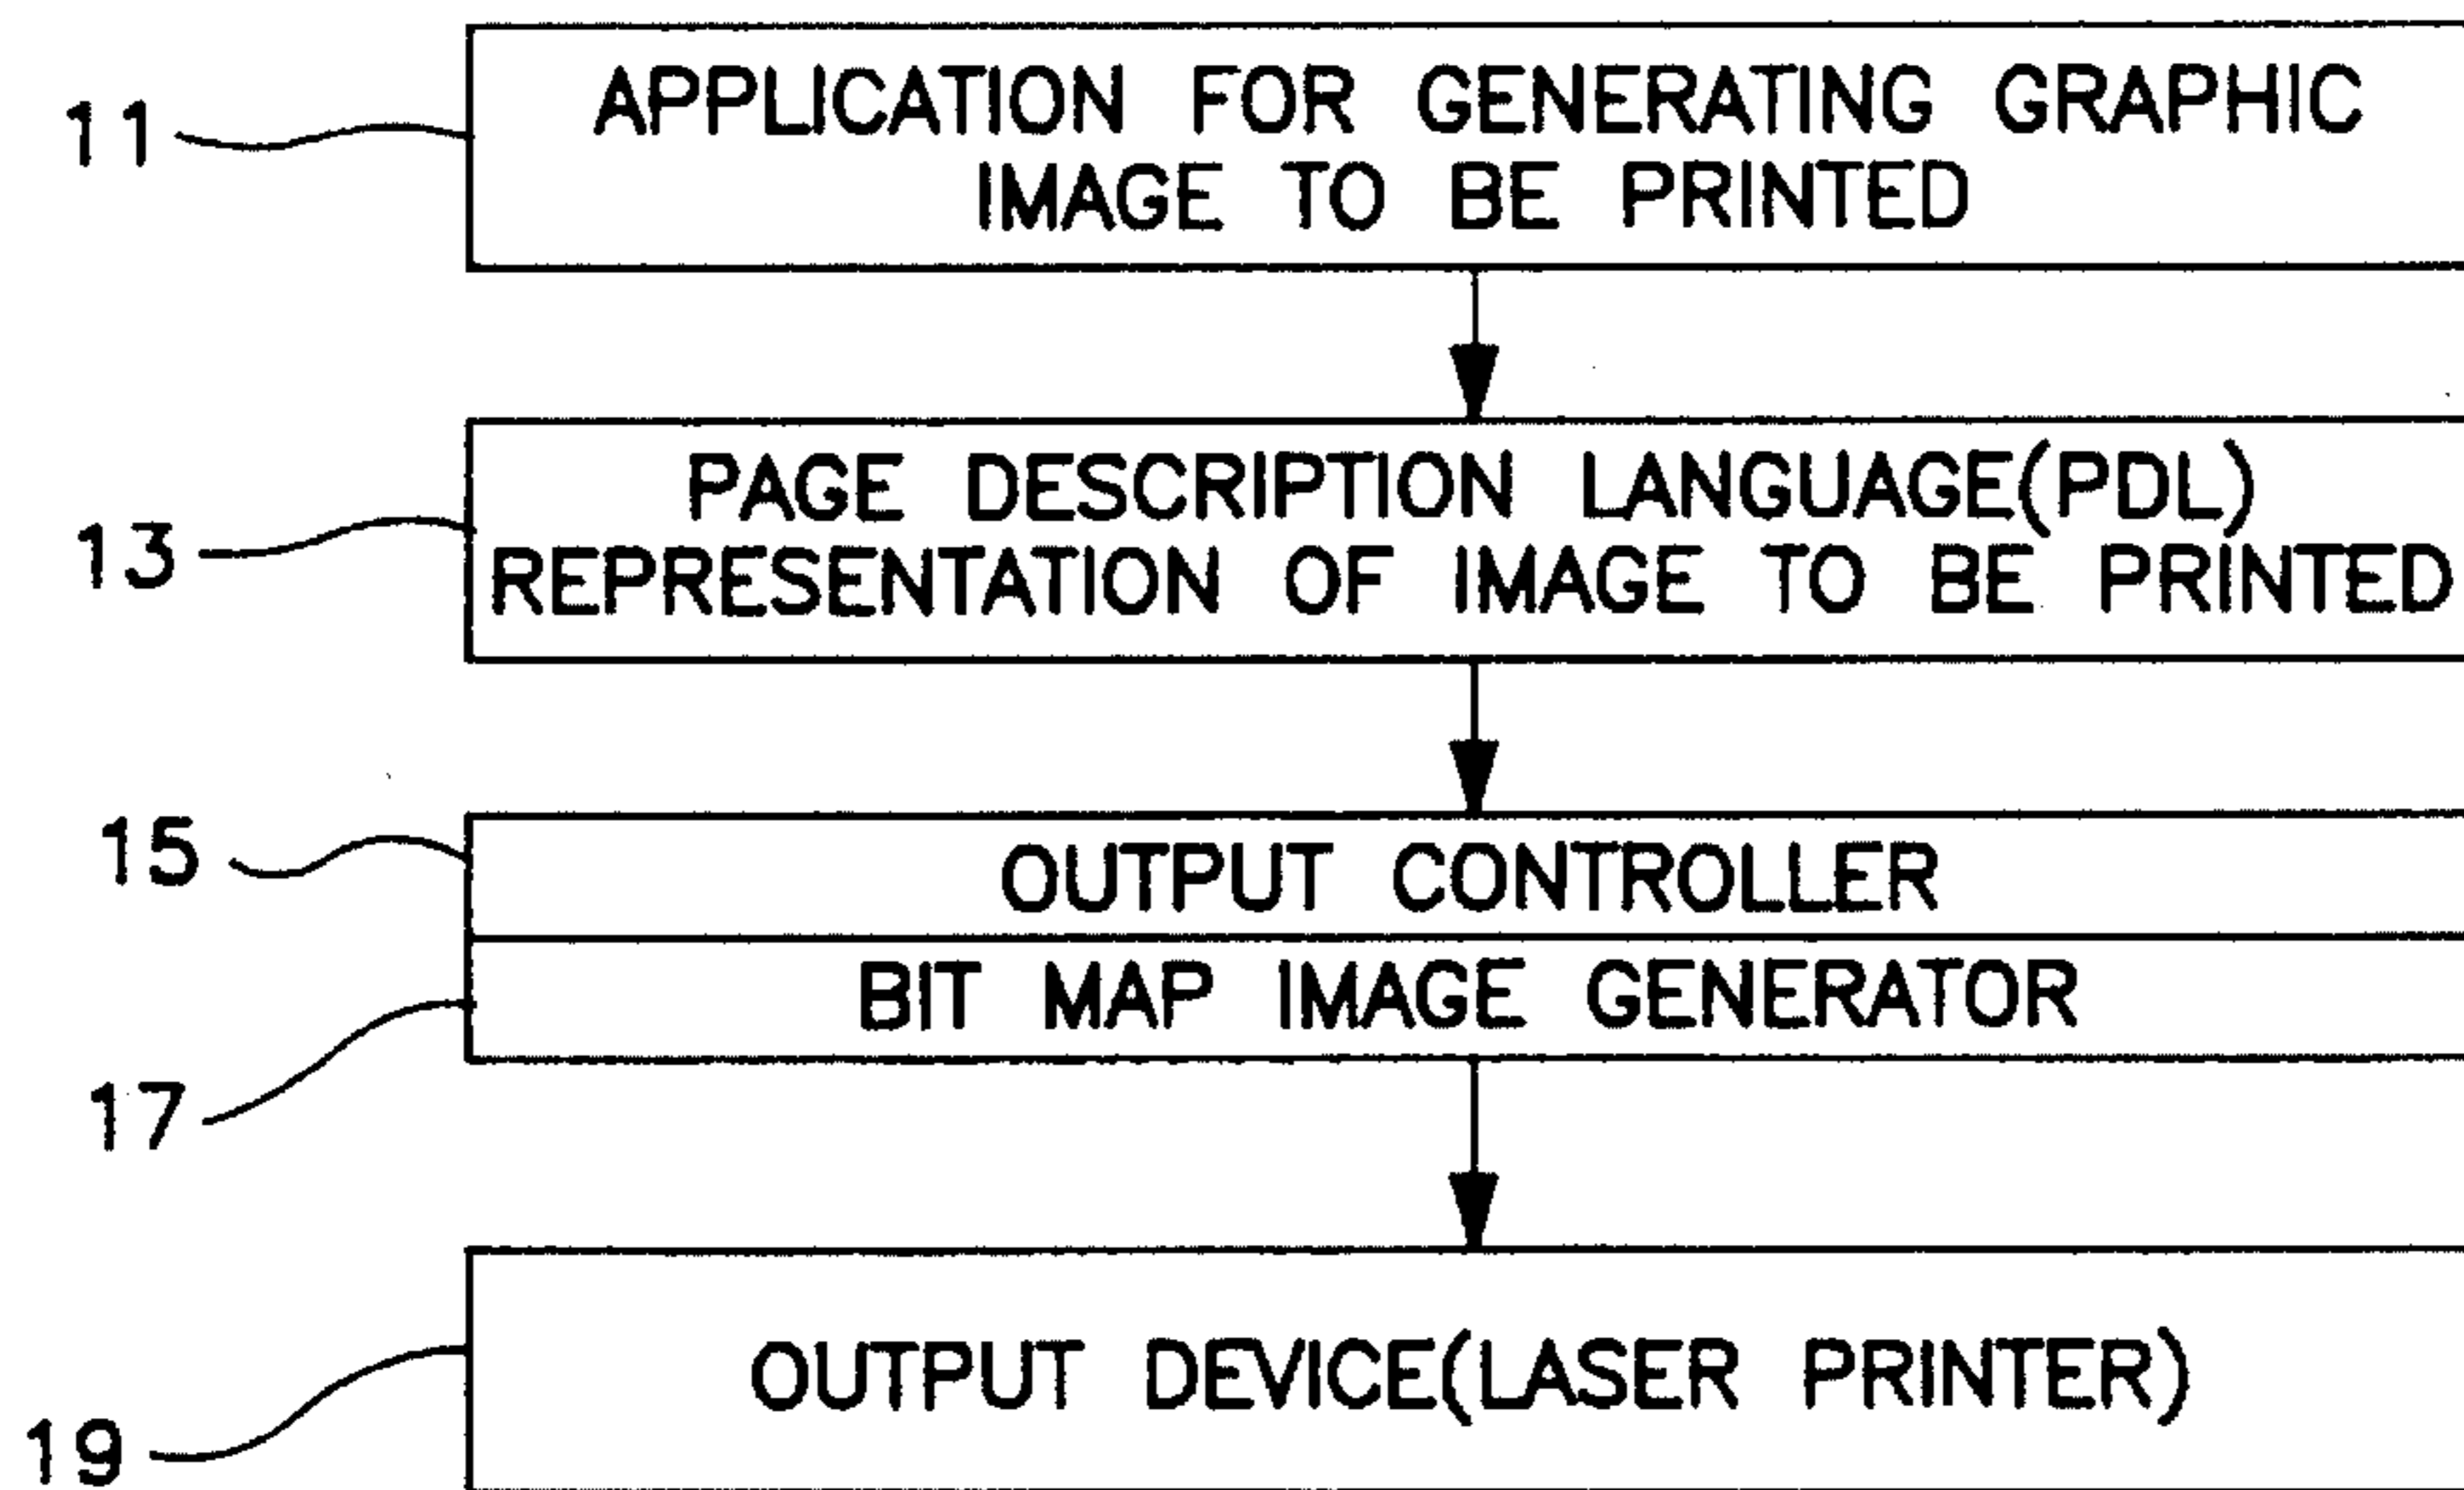 11
APPLICATION FOR GENERATING GRAPHIC
IMAGE TO BE PRINTED
13
PAGE DESCRIPTION LANGUAGE(PDL)
REPRESENTATION OF IMAGE TO BE PRINTED
15
OUTPUT CONTROLLER
BIT MAP IMAGE GENERATOR
17
OUTPUT DEVICE(LASER PRINTER)
19